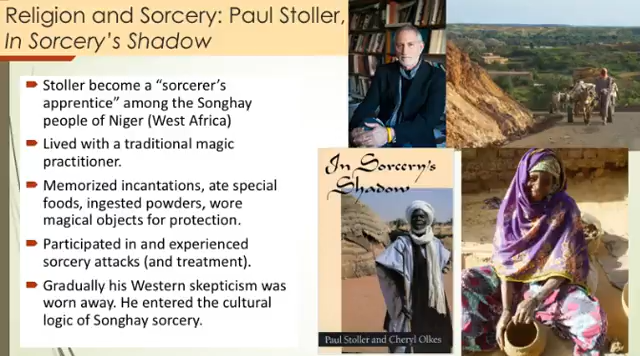 Religion and Sorcery: Paul Stoller,
In Sorcery's Shadow
Stoller become a "sorcerer's
apprentice" among the Songhay
people of Niger (West Africa)
Lived with a traditional magic
practitioner.
Memorized incantations, ate special
foods, ingested powders, wore
magical objects for protection.
Participated in and experienced
sorcery attacks (and treatment).
Gradually his Western skepticism was
worn away. He entered the cultural
logic of Songhay sorcery.
In Sorcery's
Shadow
Paul Stoller and Cheryl Olkes